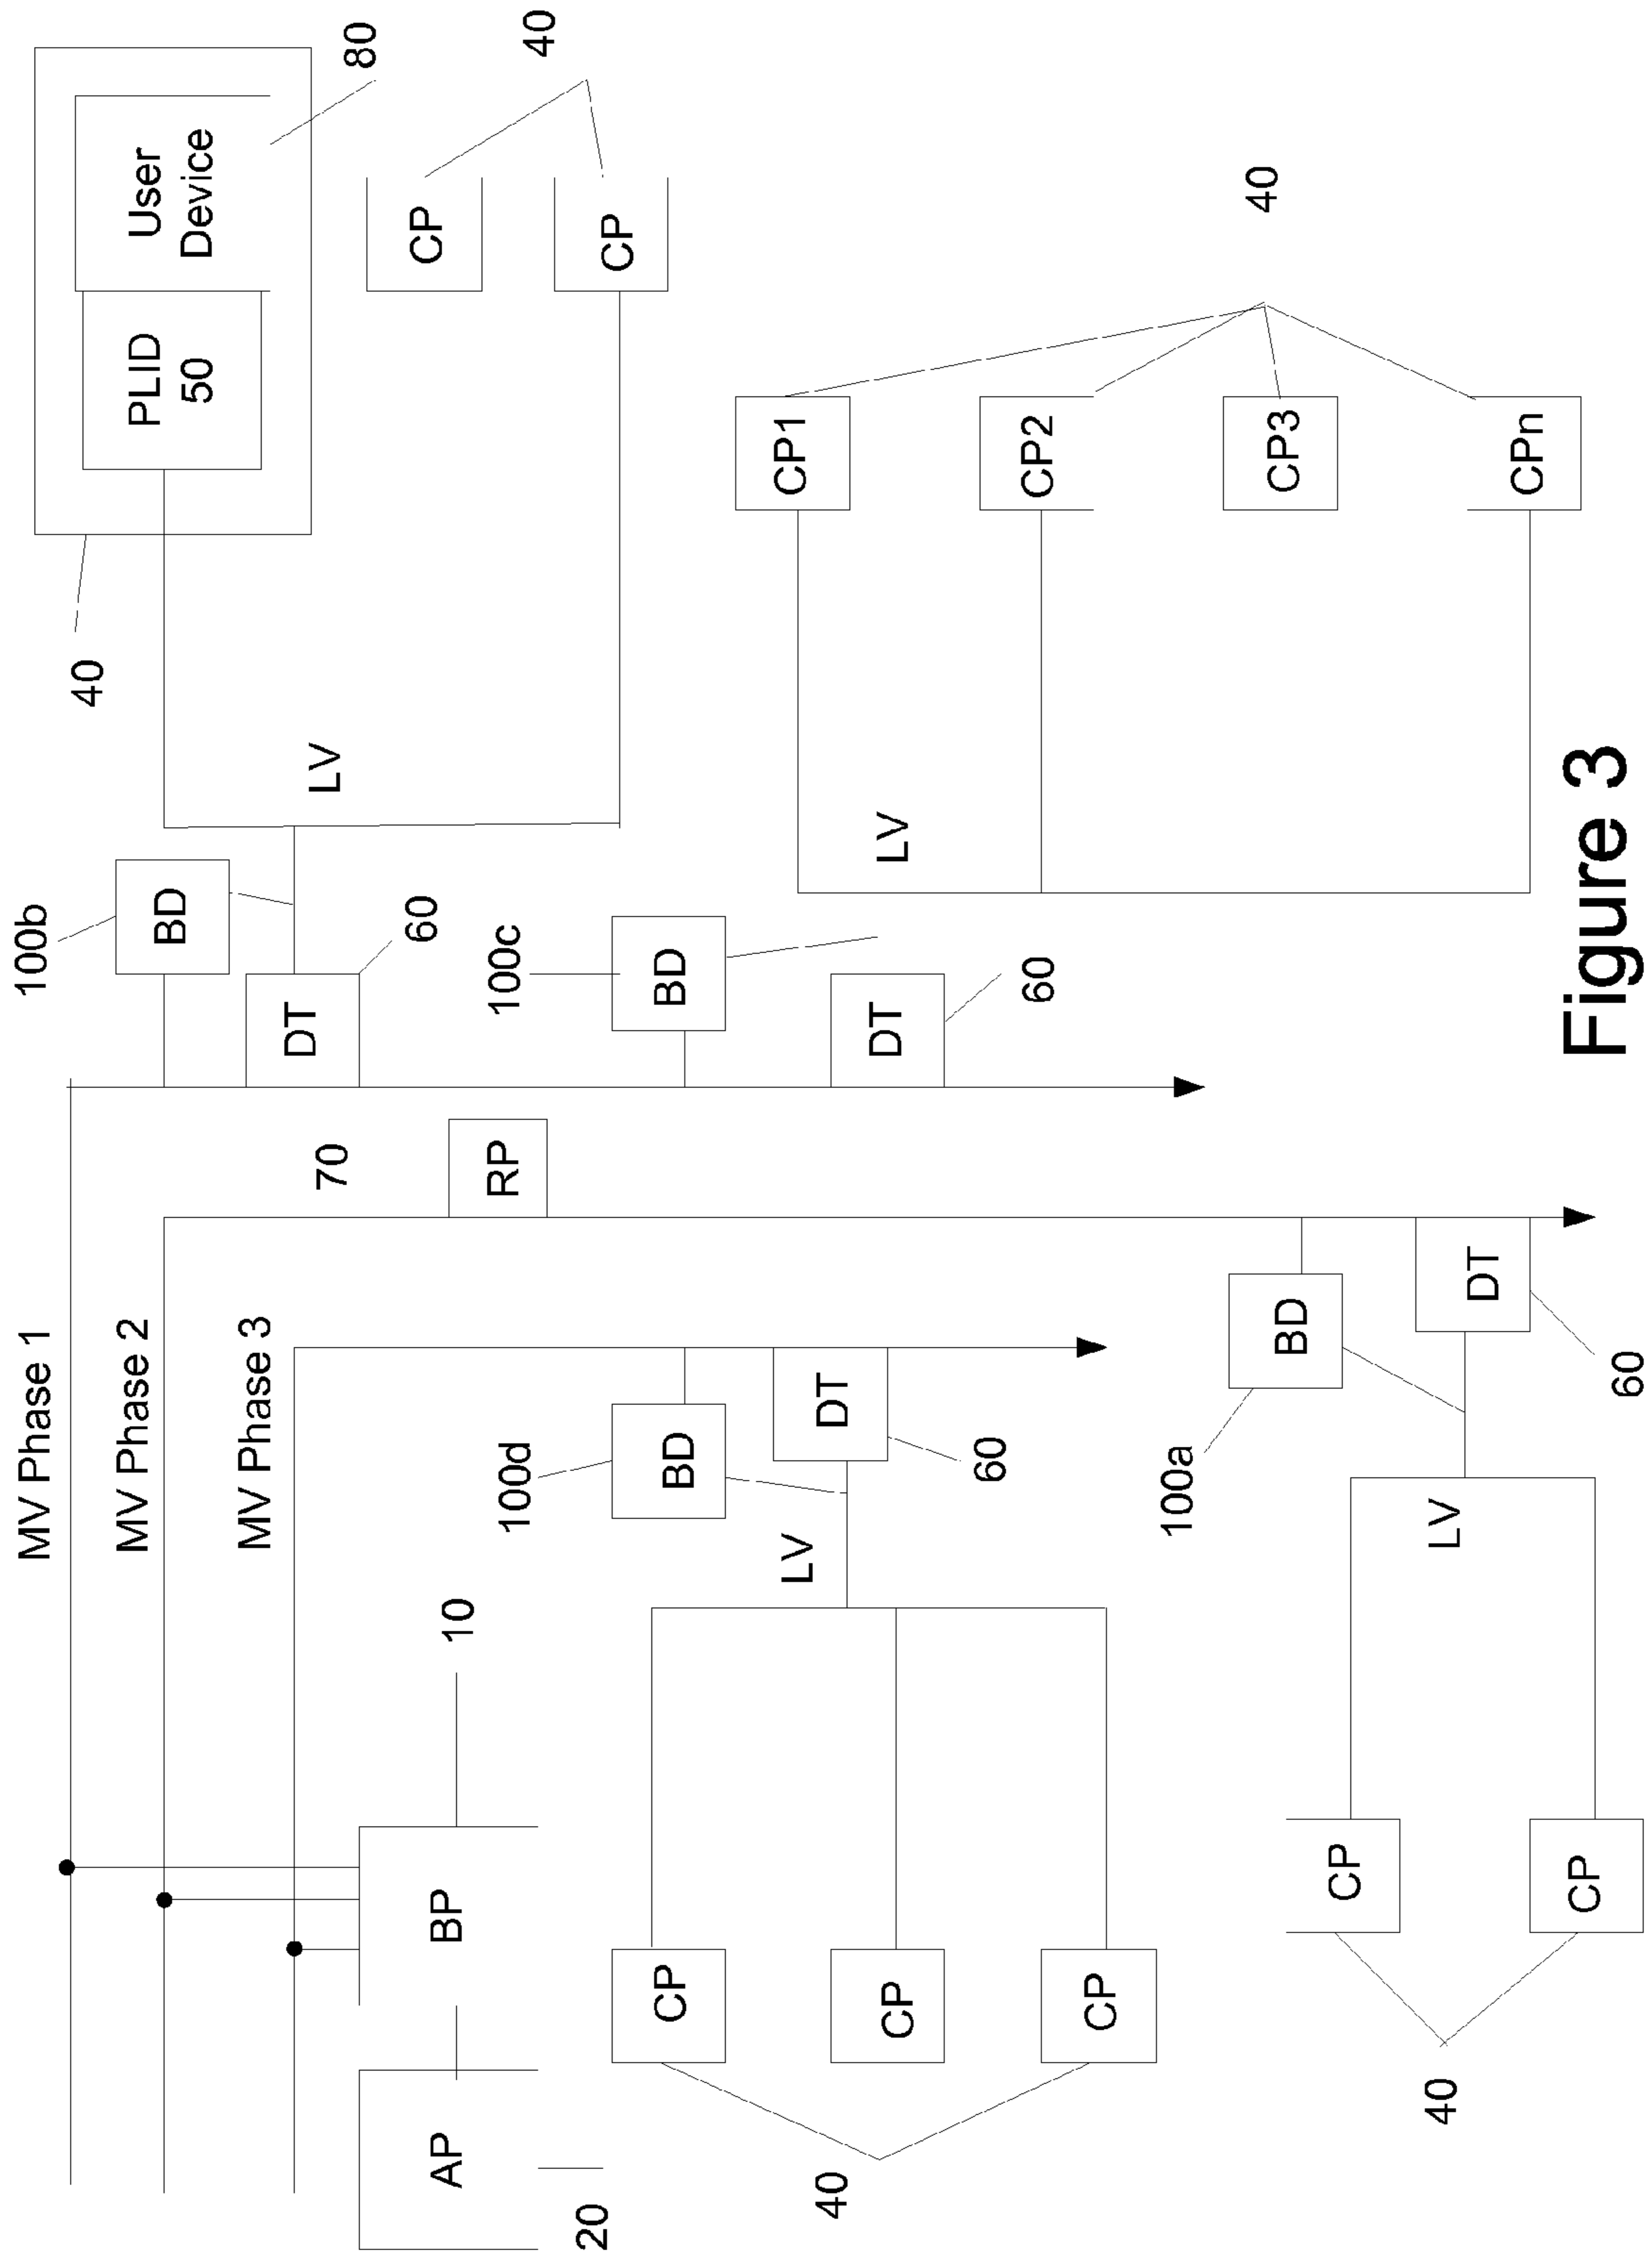 MV Phase 1
MV Phase 2
MV Phase 3
100b
BD
DT
60
LV
40
PLID
50
User
Device
80
CP
CP
40
70
RP
100c
BD
DT
60
LV
CP1
CP2
CP3
CPn
40
AP
20
BP
10
100d
BD
DT
60
LV
CP
CP
CP
40
100a
BD
DT
60
LV
CP
CP
40
Figure 3